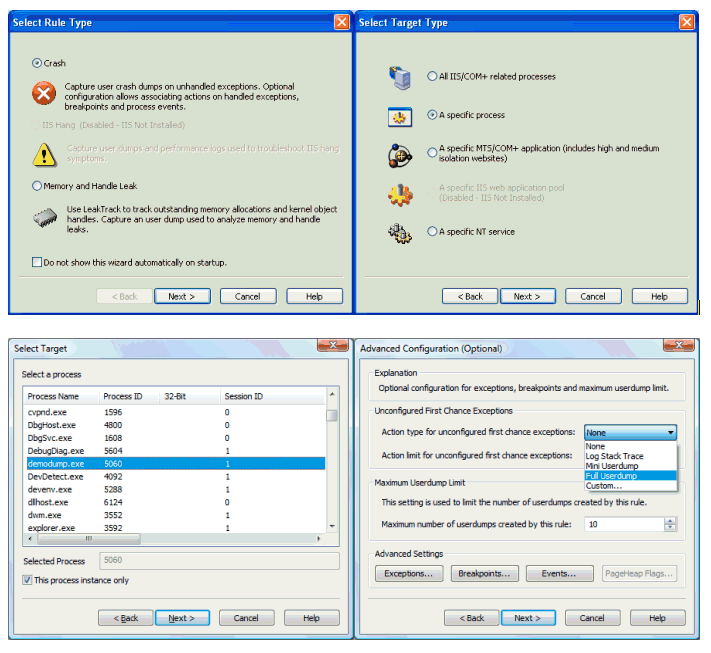 Select Rule Type
Crash
Capture user crash dumps on unhandled exceptions. Optional
configuration allows associating actions on handled exceptions,
breakpoints and process events.
IIS Hang (Disabled - IIS Not Installed)
Capture user dumps and performance logs used to troubleshoot IIS hang
symptoms.
Memory and Handle Leak
Use LeakTrack to track outstanding memory allocations and kernel object
handles. Capture an user dump used to analyze memory and handle
leaks.
Do not show this wizard automatically on startup.
< Back Next > Cancel Help
Select Target Type
All IIS/COM+ related processes
A specific process
A specific MTS/COM+ application (includes high and medium
isolation websites)
A specific IIS web application pool
(Disabled - IIS Not Installed)
A specific NT service
< Back Next > Cancel Help
Select Target
Select a process
Process Name Process ID 32-Bit Session ID
cvpnd.exe 1596 0
DbgHost.exe 4800 0
DbgSvc.exe 1608 0
DebugDiag.exe 5604 1
demodump.exe 5060 1
DevDetect.exe 4092 1
devenv.exe 5288 1
dllhost.exe 6124 0
dwm.exe 3552 1
explorer.exe 3592 1
Selected Process 5060
This process instance only
< Back Next > Cancel Help
Advanced Configuration (Optional)
Explanation
Optional configuration for exceptions, breakpoints and maximum userdump limit.
Unconfigured First Chance Exceptions
Action type for unconfigured first chance exceptions: None
None
Log Stack Trace
Mini Userdump
Full Userdump
Custom...
Action limit for unconfigured first chance exceptions:
Maximum Userdump Limit
This setting is used to limit the number of userdumps created by this rule.
Maximum number of userdumps created by this rule: 10
Advanced Settings
Exceptions... Breakpoints... Events... PageHeap Flags...
< Back Next > Cancel Help